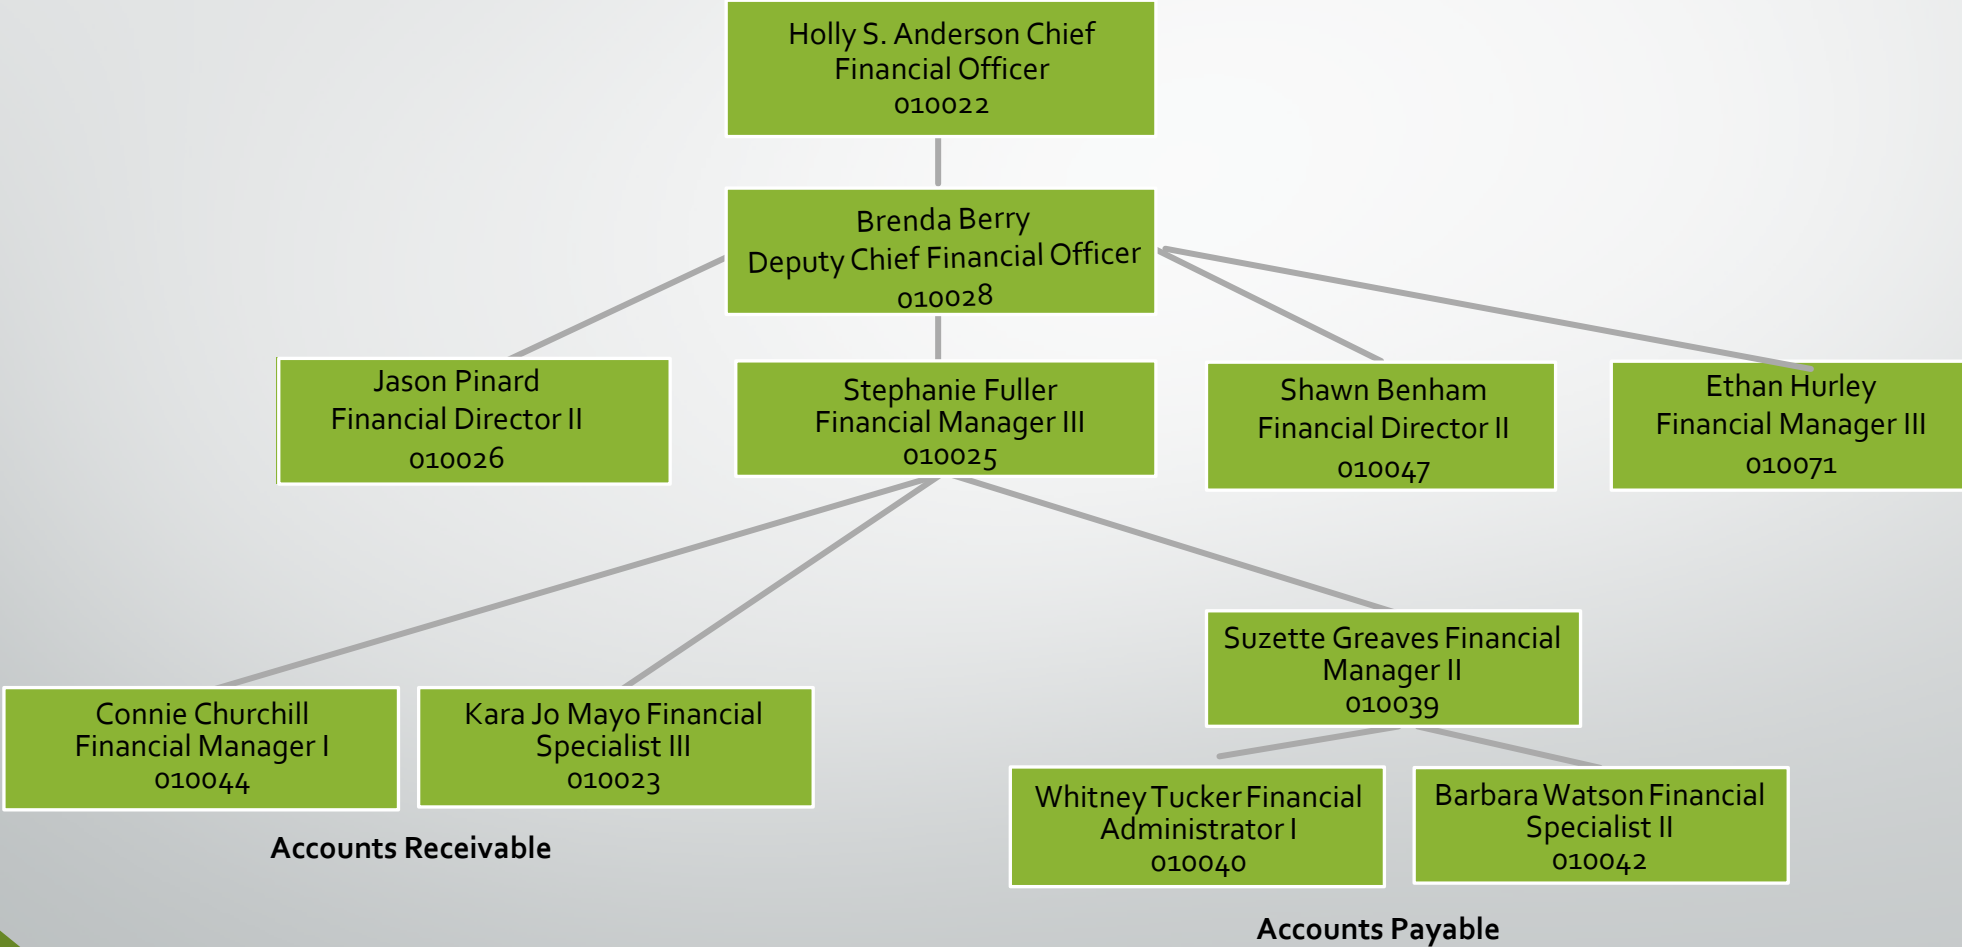 Holly S. Anderson Chief
Financial Officer
010022
Brenda Berry
Deputy Chief Financial Officer
010028
Jason Pinard
Financial Director II
010026
Stephanie Fuller
Financial Manager III
010025
Shawn Benham
Financial Director II
010047
Ethan Hurley
Financial Manager III
010071
Connie Churchill
Financial Manager I
010044
Kara Jo Mayo Financial
Specialist III
010023
Accounts Receivable
Suzette Greaves Financial
Manager II
010039
Whitney Tucker Financial
Administrator I
010040
Barbara Watson Financial
Specialist II
010042
Accounts Payable